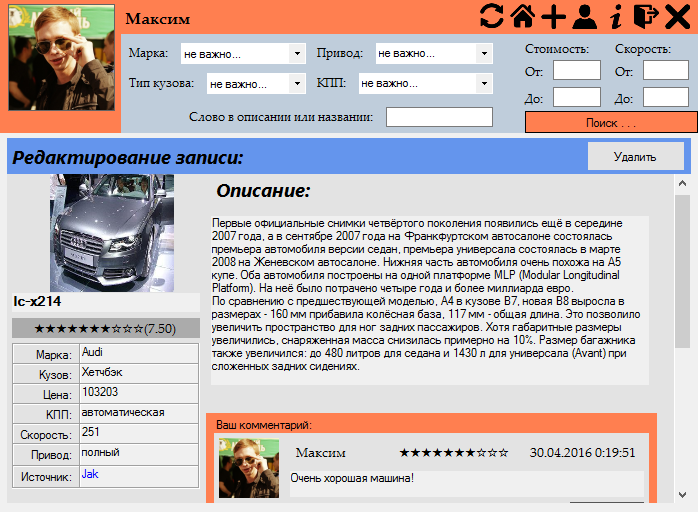 Максим
Марка: не важно... Привод: не важно...
Тип кузова: не важно... КПП: не важно...
Слово в описании или названии:
Стоимость: Скорость:
От: От:
До: До:
Поиск . . .
Редактирование записи:
Удалить
lc-x214
★★★★★★★☆☆☆(7.50)
Марка: Audi
Кузов: Хетчбэк
Цена: 103203
КПП: автоматическая
Скорость: 251
Привод: полный
Источник: Jak
Описание:
Первые официальные снимки четвёртого поколения появились ещё в середине
2007 года, а в сентябре 2007 года на Франкфуртском автосалоне состоялась
премьера автомобиля версии седан, премьера универсала состоялась в марте
2008 на Женевском автосалоне. Нижняя часть автомобиля очень похожа на A5
купе. Оба автомобиля построены на одной платформе MLP (Modular Longitudinal
Platform). На неё было потрачено четыре года и более миллиарда евро.
По сравнению с предшествующей моделью, A4 в кузове B7, новая B8 выросла в
размерах - 160 мм прибавила колёсная база, 117 мм - общая длина. Это позволило
увеличить пространство для ног задних пассажиров. Хотя габаритные размеры
увеличились, снаряженная масса снизилась примерно на 10%. Размер багажника
также увеличился: до 480 литров для седана и 1430 л для универсала (Avant) при
сложенных задних сидениях.
Ваш комментарий:
Максим ★★★★★★★☆☆☆ 30.04.2016 0:19:51
Очень хорошая машина!